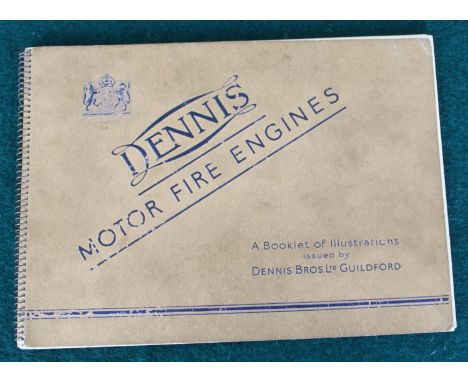 DENNIS
MOTOR FIRE ENGINES
A Booklet of Illustrations
issued by
DENNIS BROS. LTD GUILDFORD